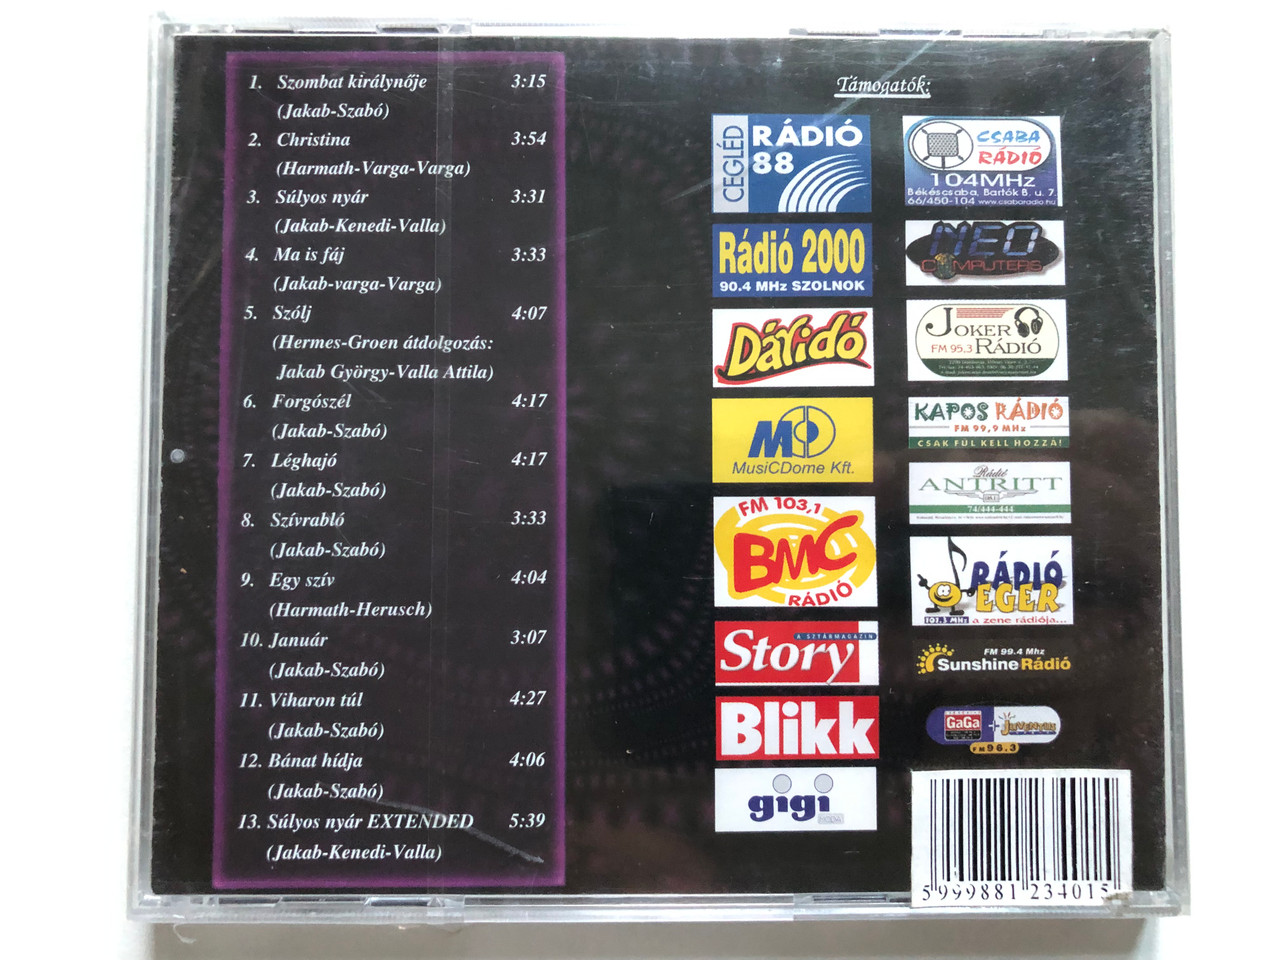 1. Szombat királynője 3:15
(Jakab-Szabó)
2. Christina 3:54
(Harmath-Varga-Varga)
3. Súlyos nyár 3:31
(Jakab-Kenedi-Valla)
4. Ma is fáj 3:33
(Jakab-varga-Varga)
5. Szólj 4:07
(Hermes-Groen átdolgozás:
Jakab György-Valla Attila)
6. Forgószél 4:17
(Jakab-Szabó)
7. Léghajó 4:17
(Jakab-Szabó)
8. Szívrabló 3:33
(Jakab-Szabó)
9. Egy szív 4:04
(Harmath-Herusch)
10. Január 3:07
(Jakab-Szabó)
11. Viharon túl 4:27
(Jakab-Szabó)
12. Bánat hídja 4:06
(Jakab-Szabó)
13. Súlyos nyár EXTENDED 5:39
(Jakab-Kenedi-Valla)
Támogatók:
CEGLÉD
RÁDIÓ
88
Rádió 2000
90.4 MHz SZOLNOK
Dáridó
MusiCDome Kft.
FM 103,1
BMC
RÁDIÓ
A SZTÁRMAGAZIN
Story
Blikk
gigi
CSABA
RÁDIÓ
104MHz
Békéscsaba, Bartók B. u. 7.
66/450-104 www.csabaradio.hu
NEO
COMPUTERS
JOKER
FM 95.3 RÁDIÓ
KAPOS RÁDIÓ
FM 99,9 MHz
CSAK FÜL KELL HOZZÁ!
Rádió
ANTRITT
74/444-444
RÁDIÓ
EGER
103,1 MHz a zene rádiója...
FM 99.4 Mhz
Sunshine Rádió
GaGa + Juventus
FM 96.3
5 999881 234015